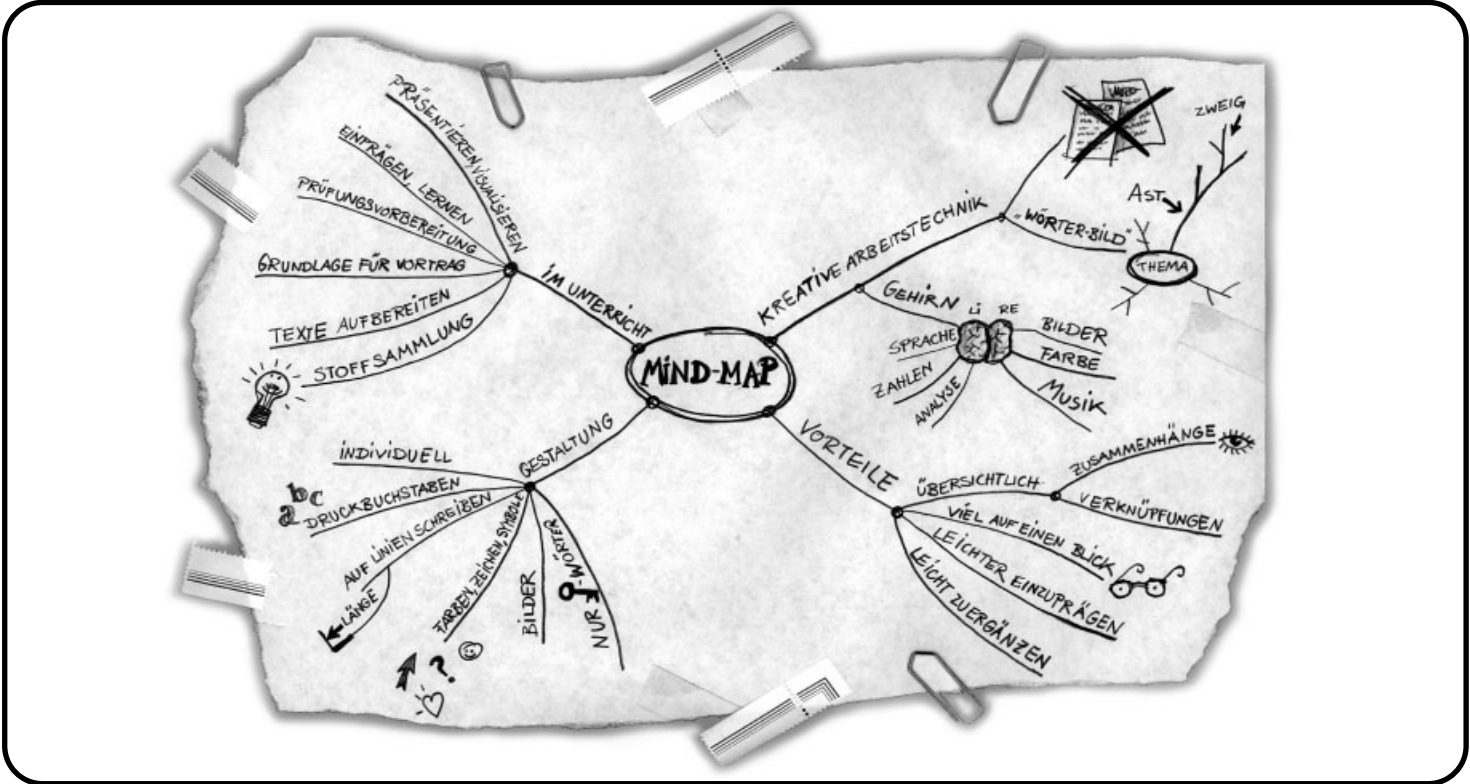 MIND-MAP
KREATIVE ARBEITSTECHNIK
"WÖRTER-BILD"
ZWEIG
AST
THEMA
GEHIRN
LI RE
SPRACHE
ZAHLEN
ANALYSE
BILDER
FARBE
MUSIK
VORTEILE
ÜBERSICHTLICH
ZUSAMMENHÄNGE
VERKNÜPFUNGEN
VIEL AUF EINEN BLICK
LEICHTER EINZUPRÄGEN
LEICHT ZU ERGÄNZEN
GESTALTUNG
INDIVIDUELL
abc
DRUCKBUCHSTABEN
AUF LINIEN SCHREIBEN
LÄNGE
FARBEN, ZEICHEN, SYMBOLE
?
BILDER
NUR -WÖRTER
IM UNTERRICHT
PRÄSENTIEREN, VISUALISIEREN
EINPRÄGEN, LERNEN
PRÜFUNGSVORBEREITUNG
GRUNDLAGE FÜR VORTRAG
TEXTE AUFBEREITEN
STOFFSAMMLUNG